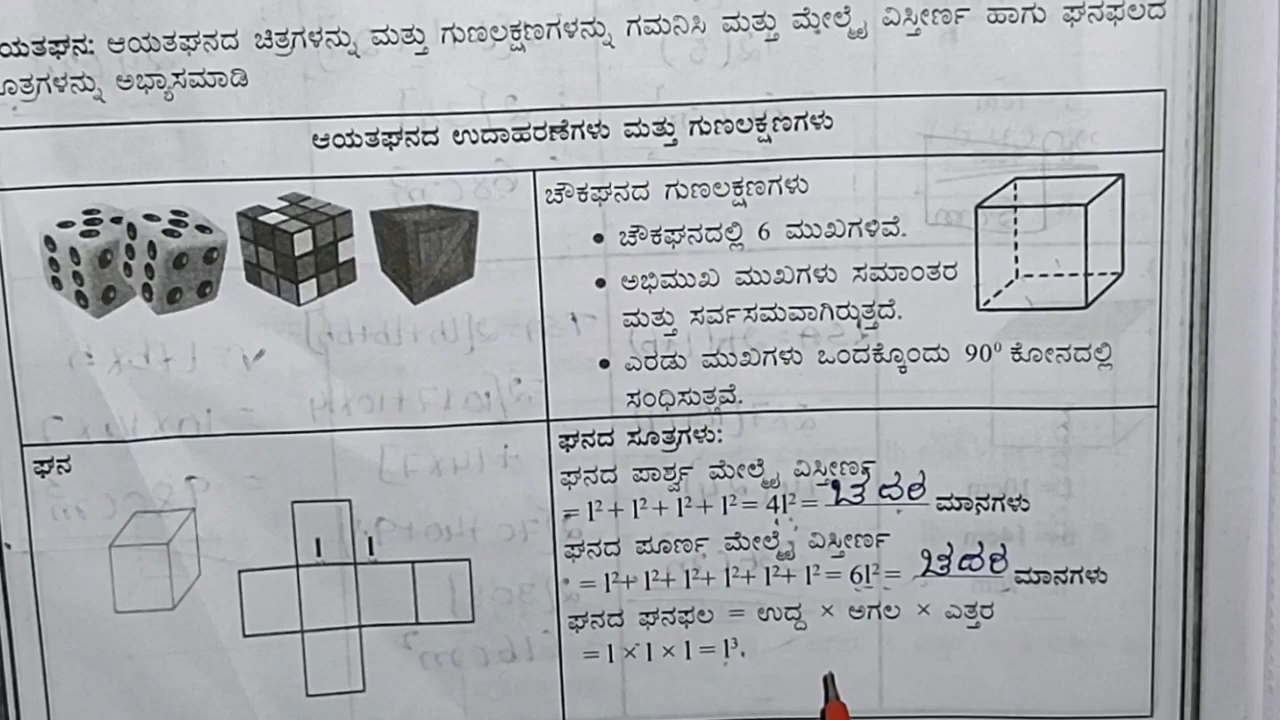 ಯತಘನ: ಆಯತಘನದ ಚಿತ್ರಗಳನ್ನು ಮತ್ತು ಗುಣಲಕ್ಷಣಗಳನ್ನು ಗಮನಿಸಿ ಮತ್ತು ಮೇಲ್ಮೈ ವಿಸ್ತೀರ್ಣ ಹಾಗು ಘನಫಲದ
ೂತ್ರಗಳನ್ನು ಅಭ್ಯಾಸಮಾಡಿ
ಆಯತಘನದ ಉದಾಹರಣೆಗಳು ಮತ್ತು ಗುಣಲಕ್ಷಣಗಳು
ಚೌಕಘನದ ಗುಣಲಕ್ಷಣಗಳು
• ಚೌಕಘನದಲ್ಲಿ 6 ಮುಖಗಳಿವೆ.
• ಅಭಿಮುಖ ಮುಖಗಳು ಸಮಾಂತರ
ಮತ್ತು ಸರ್ವಸಮವಾಗಿರುತ್ತದೆ.
• ಎರಡು ಮುಖಗಳು ಒಂದಕ್ಕೊಂದು 90⁰ ಕೋನದಲ್ಲಿ
ಸಂಧಿಸುತ್ತವೆ.
ಘನ
l l
ಘನದ ಸೂತ್ರಗಳು:
ಘನದ ಪಾರ್ಶ್ವ ಮೇಲ್ಮೈ ವಿಸ್ತೀರ್ಣ
= l² + l² + l² + l² = 4l² = ಚದರ ಮಾನಗಳು
ಘನದ ಪೂರ್ಣ ಮೇಲ್ಮೈ ವಿಸ್ತೀರ್ಣ
= l²+ l²+ l²+ l²+ l²+ l² = 6l² = ಚದರ ಮಾನಗಳು
ಘನದ ಘನಫಲ = ಉದ್ದ × ಅಗಲ × ಎತ್ತರ
= l × l × l = l³.